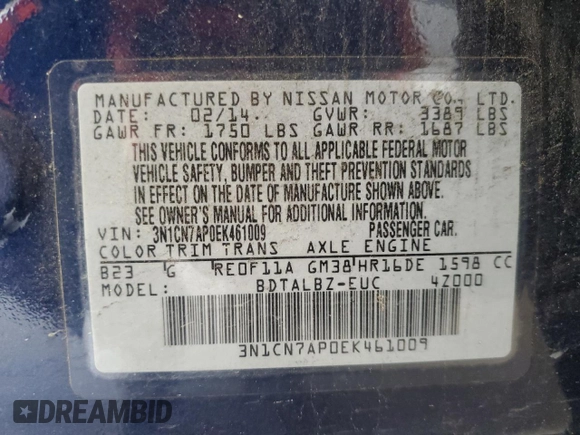 MANUFACTURED BY NISSAN MOTOR CO., LTD.
DATE: 02/14 GVWR: 3389 LBS
GAWR FR: 1750 LBS GAWR RR: 1687 LBS
THIS VEHICLE CONFORMS TO ALL APPLICABLE FEDERAL MOTOR
VEHICLE SAFETY, BUMPER AND THEFT PREVENTION STANDARDS
IN EFFECT ON THE DATE OF MANUFACTURE SHOWN ABOVE.
SEE OWNER'S MANUAL FOR ADDITIONAL INFORMATION.
VIN: 3N1CN7AP0EK461009 PASSENGER CAR.
COLOR TRIM TRANS AXLE ENGINE
B23 G RE0F11A GM38 HR16DE 1598 CC
MODEL: BDTALBZ-EUC 4Z000
3N1CN7AP0EK461009
DREAMBID